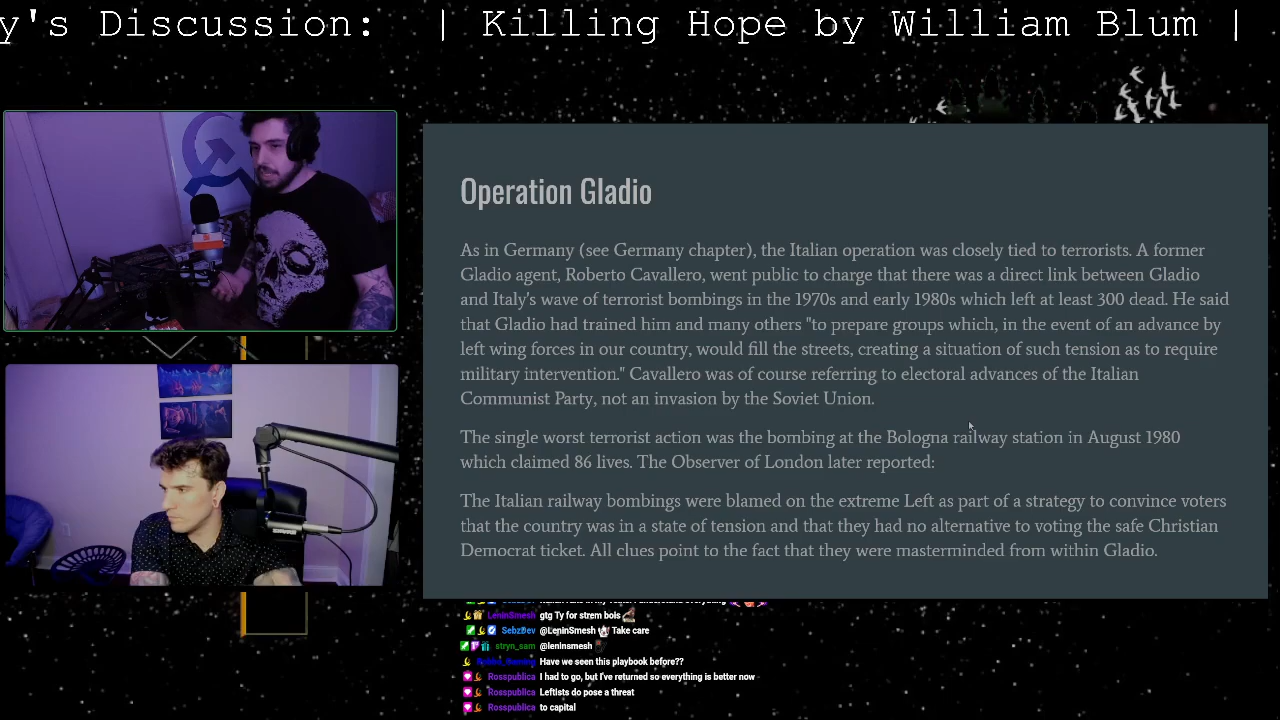 y's Discussion: | Killing Hope by William Blum |
Operation Gladio
As in Germany (see Germany chapter), the Italian operation was closely tied to terrorists. A former
Gladio agent, Roberto Cavallero, went public to charge that there was a direct link between Gladio
and Italy's wave of terrorist bombings in the 1970s and early 1980s which left at least 300 dead. He said
that Gladio had trained him and many others "to prepare groups which, in the event of an advance by
left wing forces in our country, would fill the streets, creating a situation of such tension as to require
military intervention." Cavallero was of course referring to electoral advances of the Italian
Communist Party, not an invasion by the Soviet Union.
The single worst terrorist action was the bombing at the Bologna railway station in August 1980
which claimed 86 lives. The Observer of London later reported:
The Italian railway bombings were blamed on the extreme Left as part of a strategy to convince voters
that the country was in a state of tension and that they had no alternative to voting the safe Christian
Democrat ticket. All clues point to the fact that they were masterminded from within Gladio.
LeninSmesh gtg Ty for strem bois
SebzDev @LeninSmesh Take care
stryn_sam @leninsmesh
Have we seen this playbook before??
Rosspublica I had to go, but I've returned so everything is better now
Rosspublica Leftists do pose a threat
Rosspublica to capital